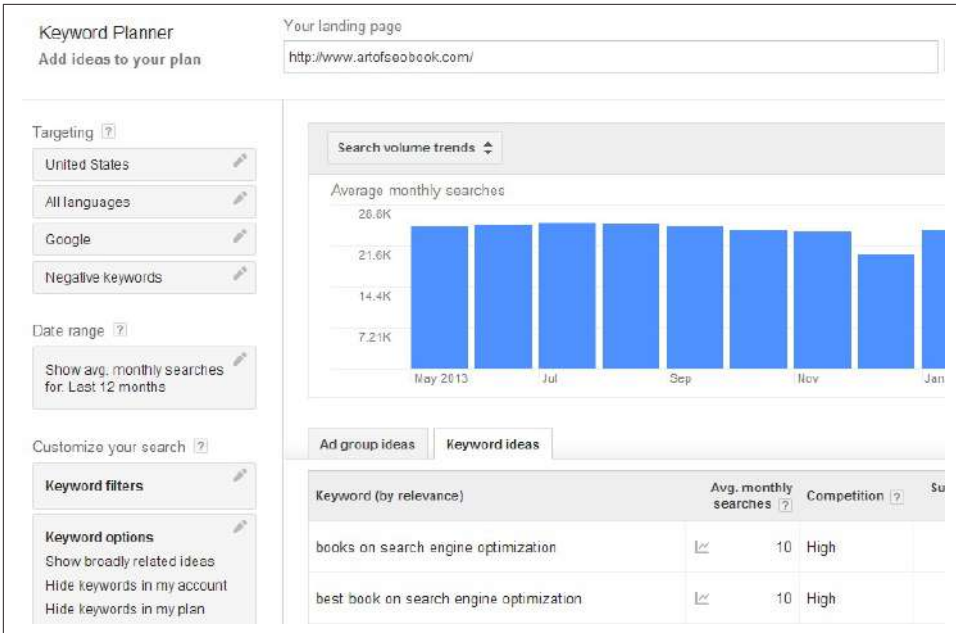 Keyword Planner
Add ideas to your plan
Your landing page
http://www.artofseobook.com/
Targeting ?
United States
All languages
Google
Negative keywords
Date range ?
Show avg. monthly searches
for: Last 12 months
Customize your search ?
Keyword filters
Keyword options
Show broadly related ideas
Hide keywords in my account
Hide keywords in my plan
Search volume trends
Average monthly searches
28.8K
21.6K
14.4K
7.21K
May 2013 Jul Sep Nov Jan
Ad group ideas Keyword ideas
Keyword (by relevance) Avg. monthly searches ? Competition ? Su
books on search engine optimization 10 High
best book on search engine optimization 10 High